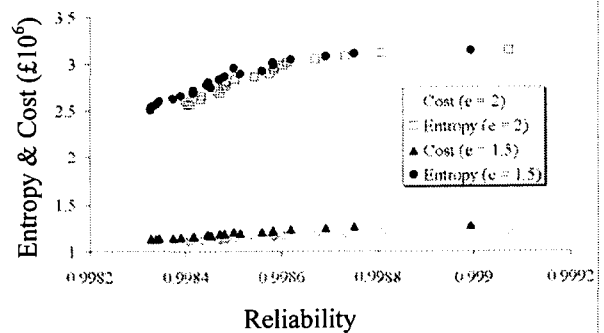 Entropy & Cost (£10⁶)
3.5
3
2.5
2
1.5
1
Cost (e = 2)
Entropy (e = 2)
Cost (e = 1.5)
Entropy (e = 1.5)
0.9982 0.9984 0.9986 0.9988 0.999 0.9992
Reliability